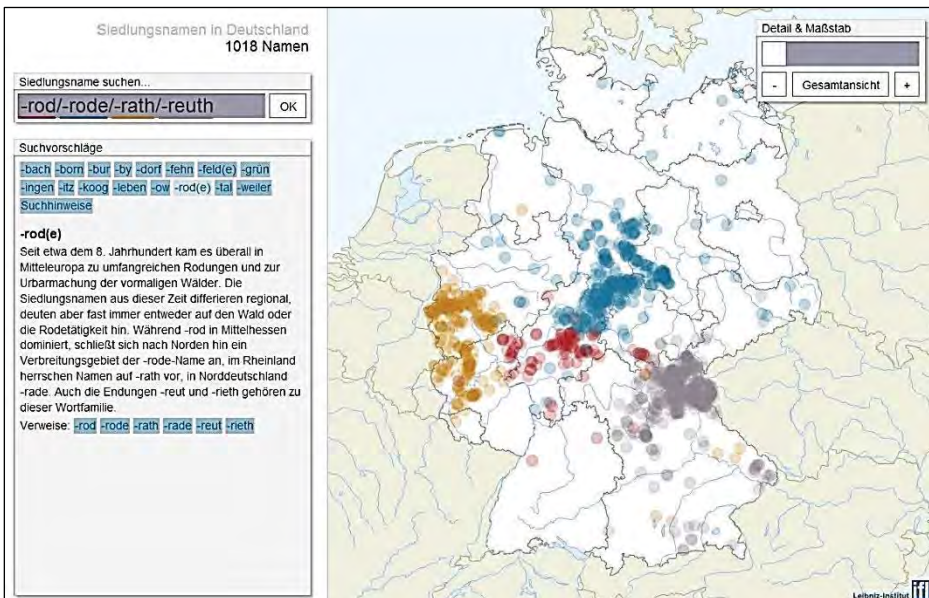 Siedlungsnamen in Deutschland
1018 Namen
Siedlungsname suchen...
-rod/-rode/-rath/-reuth
OK
Suchvorschläge
-bach -born -bur -by -dorf -fehn -feld(e) -grün
-ingen -itz -koog -leben -ow -rod(e) -tal -weiler
Suchhinweise
-rod(e)
Seit etwa dem 8. Jahrhundert kam es überall in
Mitteleuropa zu umfangreichen Rodungen und zur
Urbarmachung der vormaligen Wälder. Die
Siedlungsnamen aus dieser Zeit differieren regional,
deuten aber fast immer entweder auf den Wald oder
die Rodetätigkeit hin. Während -rod in Mittelhessen
dominiert, schließt sich nach Norden hin ein
Verbreitungsgebiet der -rode-Name an, im Rheinland
herrschen Namen auf -rath vor, in Norddeutschland
-rade. Auch die Endungen -reut und -rieth gehören zu
dieser Wortfamilie.
Verweise: -rod -rode -rath -rade -reut -rieth
Detail & Maßstab
- Gesamtansicht +
Leibniz-Institut ifl